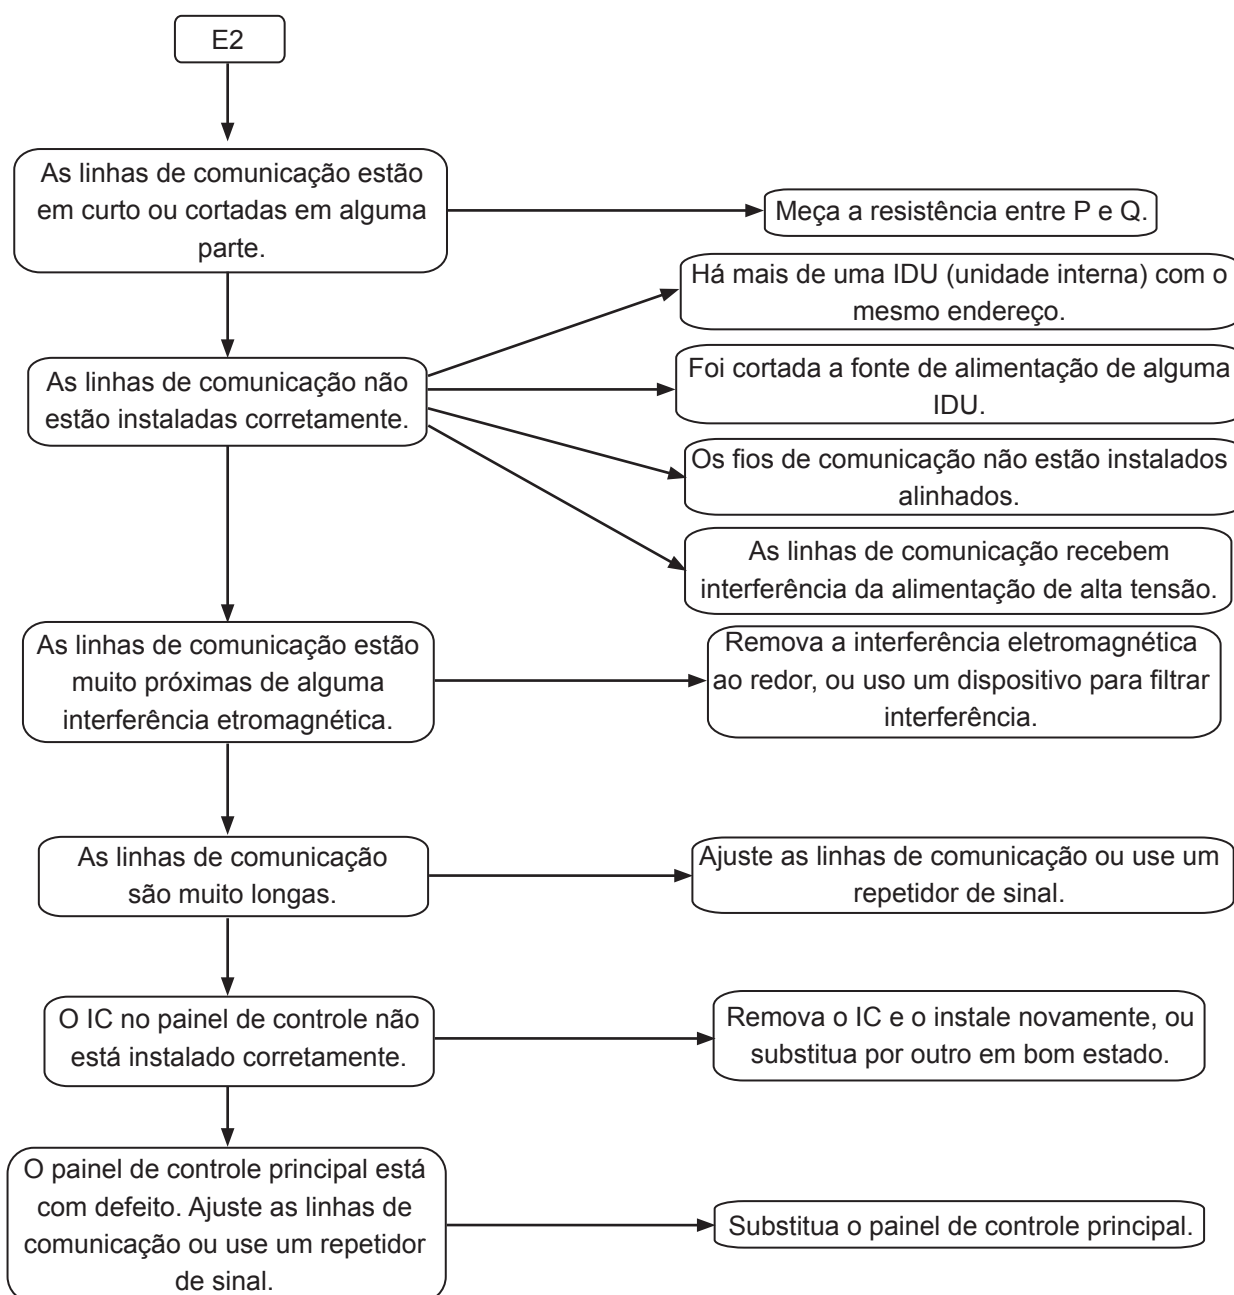 E2
As linhas de comunicação estão
em curto ou cortadas em alguma
parte.
Meça a resistência entre P e Q.
As linhas de comunicação não
estão instaladas corretamente.
Há mais de uma IDU (unidade interna) com o
mesmo endereço.
Foi cortada a fonte de alimentação de alguma
IDU.
Os fios de comunicação não estão instalados
alinhados.
As linhas de comunicação recebem
interferência da alimentação de alta tensão.
As linhas de comunicação estão
muito próximas de alguma
interferência etromagnética.
Remova a interferência eletromagnética
ao redor, ou uso um dispositivo para filtrar
interferência.
As linhas de comunicação
são muito longas.
Ajuste as linhas de comunicação ou use um
repetidor de sinal.
O IC no painel de controle não
está instalado corretamente.
Remova o IC e o instale novamente, ou
substitua por outro em bom estado.
O painel de controle principal está
com defeito. Ajuste as linhas de
comunicação ou use um repetidor
de sinal.
Substitua o painel de controle principal.